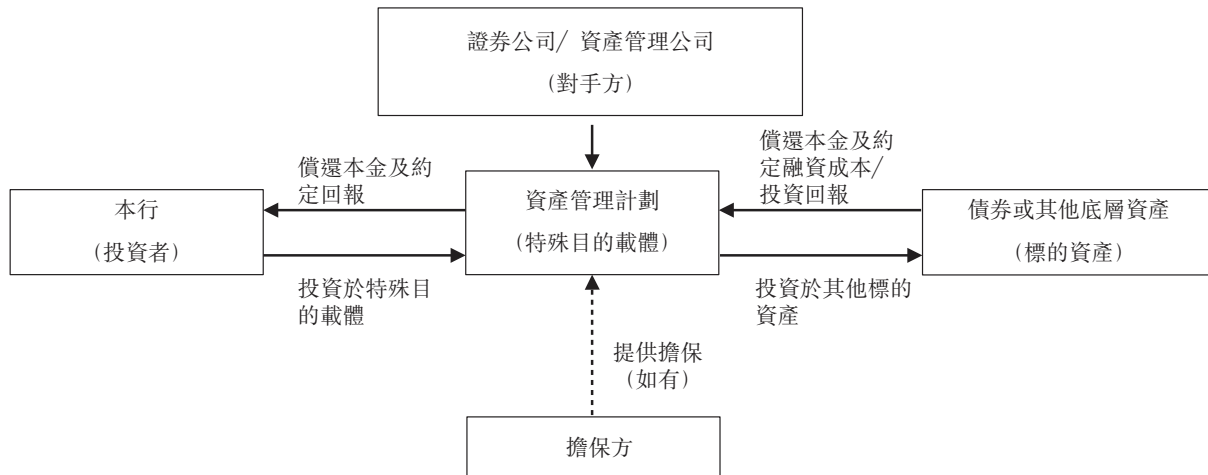 證券公司/ 資產管理公司
(對手方)
償還本金及約
定回報
償還本金及約
定融資成本/
投資回報
本行
(投資者)
資產管理計劃
(特殊目的載體)
債券或其他底層資產
(標的資產)
投資於特殊目
的載體
投資於其他標的
資產
提供擔保
(如有)
擔保方